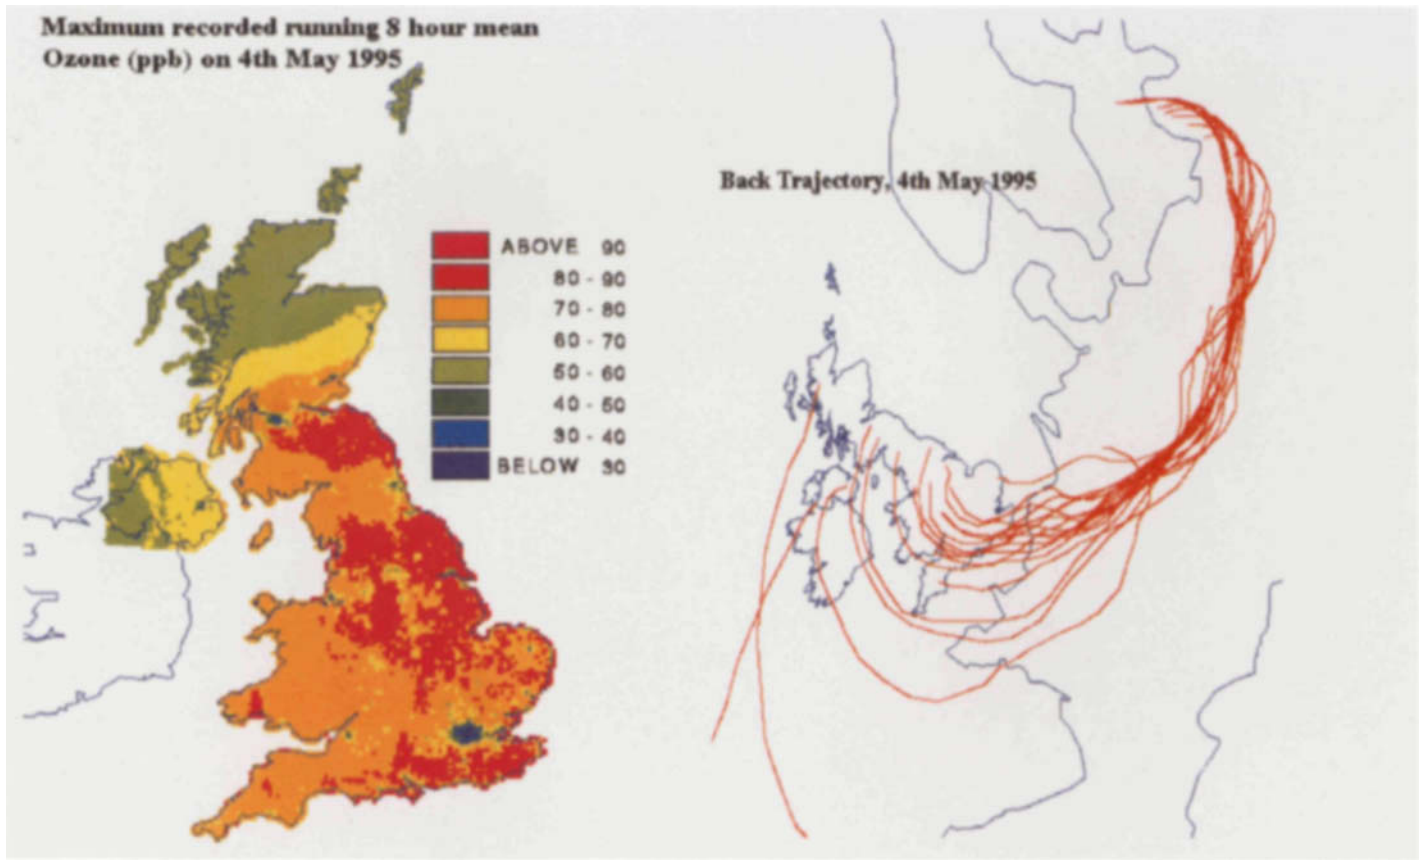 Maximum recorded running 8 hour mean
Ozone (ppb) on 4th May 1995
ABOVE 90
80 - 90
70 - 80
60 - 70
50 - 60
40 - 50
30 - 40
BELOW 30
Back Trajectory, 4th May 1995